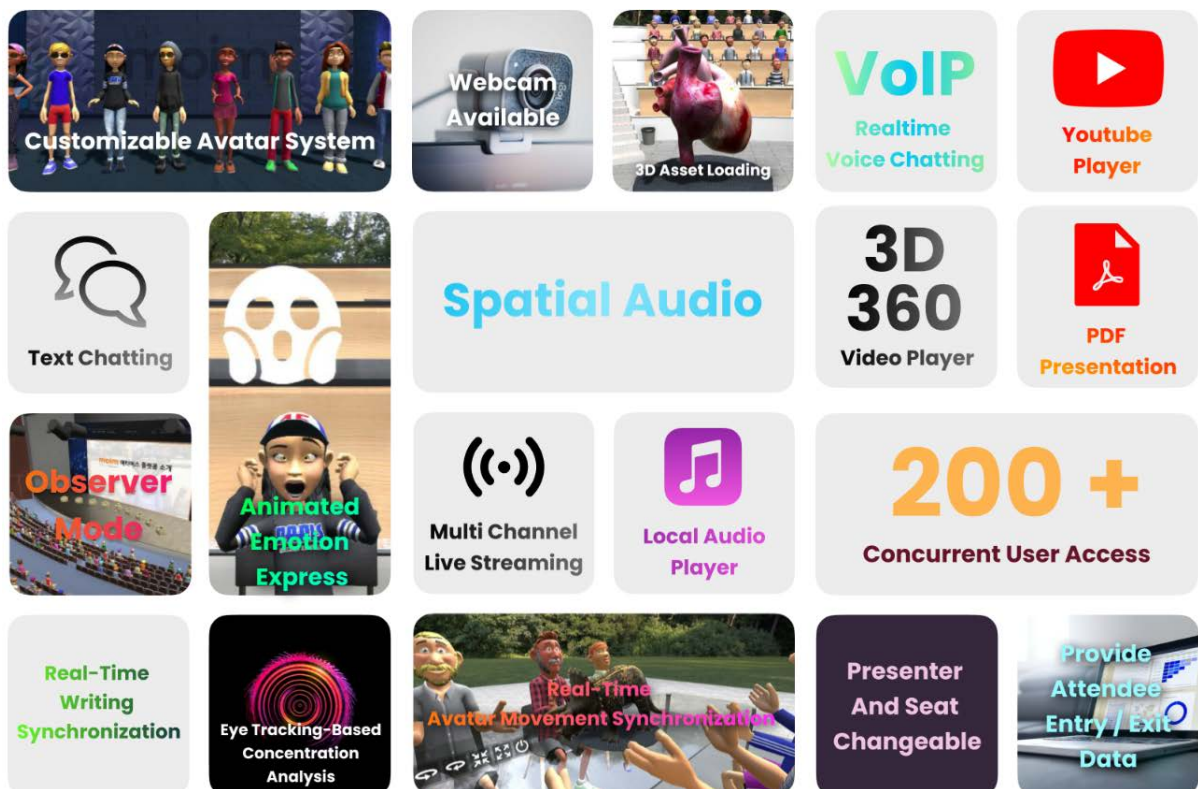 Customizable Avatar System
Webcam
Available
3D Asset Loading
VoIP
Realtime
Voice Chatting
Youtube
Player
Text Chatting
Animated
Emotion
Express
Spatial Audio
3D
360
Video Player
PDF
Presentation
Observer
Mode
Multi Channel
Live Streaming
Local Audio
Player
200 +
Concurrent User Access
Real-Time
Writing
Synchronization
Eye Tracking-Based
Concentration
Analysis
Real-Time
Avatar Movement Synchronization
Presenter
And Seat
Changeable
Provide
Attendee
Entry / Exit
Data